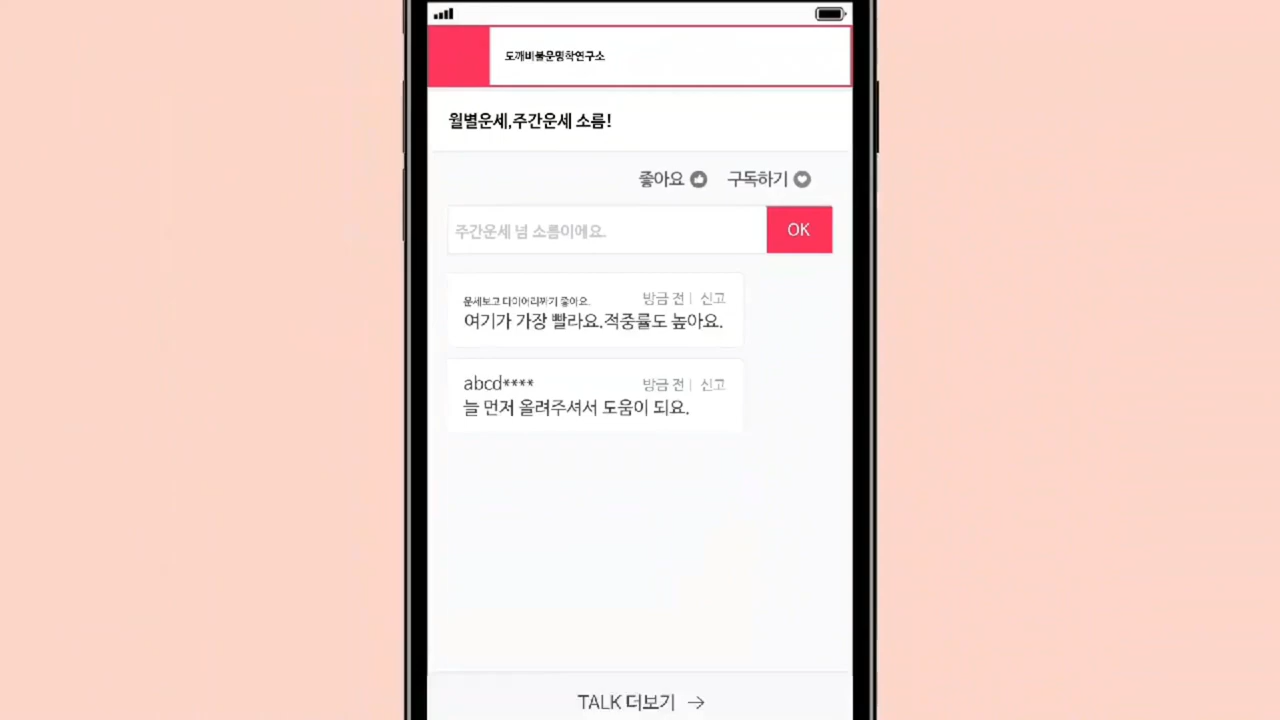 도깨비불운명학연구소
월별운세,주간운세 소름!
좋아요 구독하기
주간운세 넘 소름이에요. OK
운세보고 다이어리짜기 좋아요. 방금 전 | 신고
여기가 가장 빨라요.적중률도 높아요.
abcd**** 방금 전 | 신고
늘 먼저 올려주셔서 도움이 되요.
TALK 더보기 →